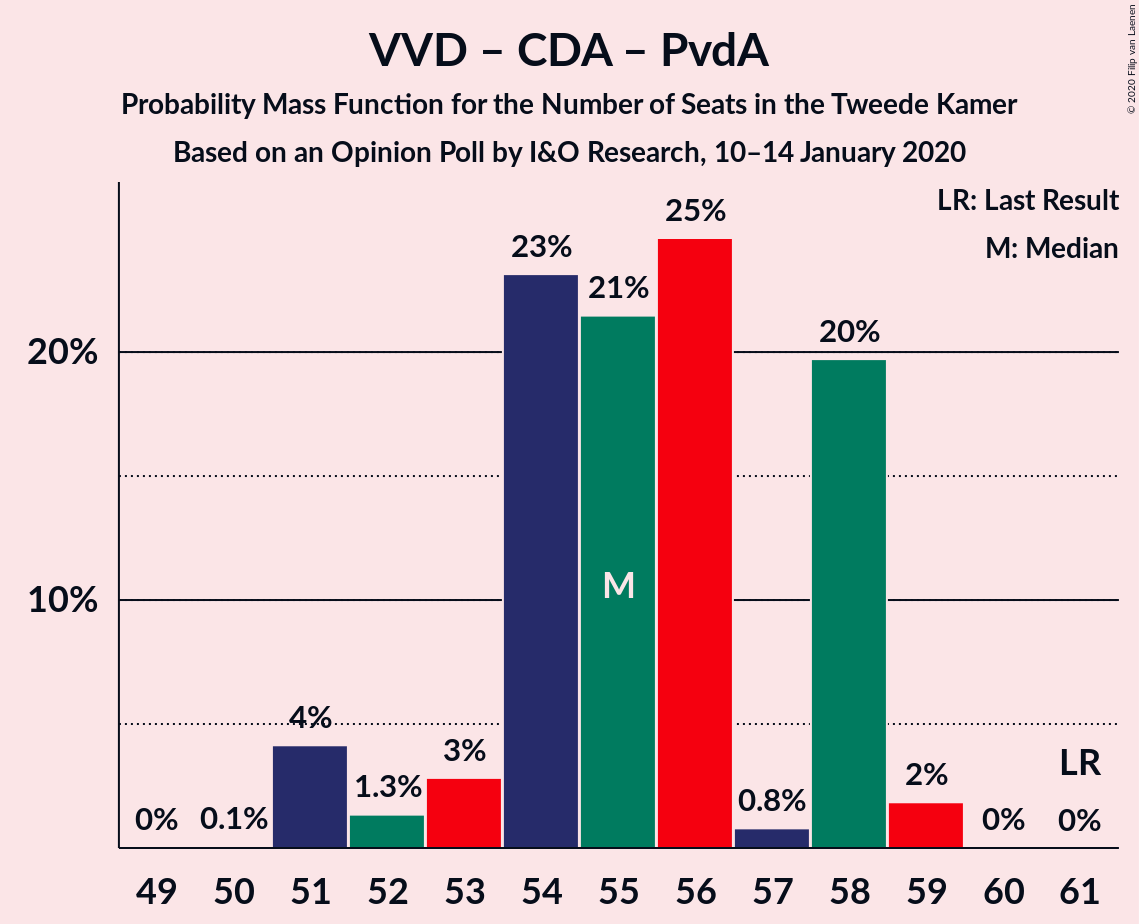 VVD – CDA – PvdA
Probability Mass Function for the Number of Seats in the Tweede Kamer
Based on an Opinion Poll by I&O Research, 10–14 January 2020
© 2020 Filip van Laenen
LR: Last Result
M: Median
25%
23%
21%
20%
20%
M
10%
4%
3%
LR
2%
1.3%
0.8%
0%
0.1%
0%
0%
49 50 51 52 53 54 55 56 57 58 59 60 61